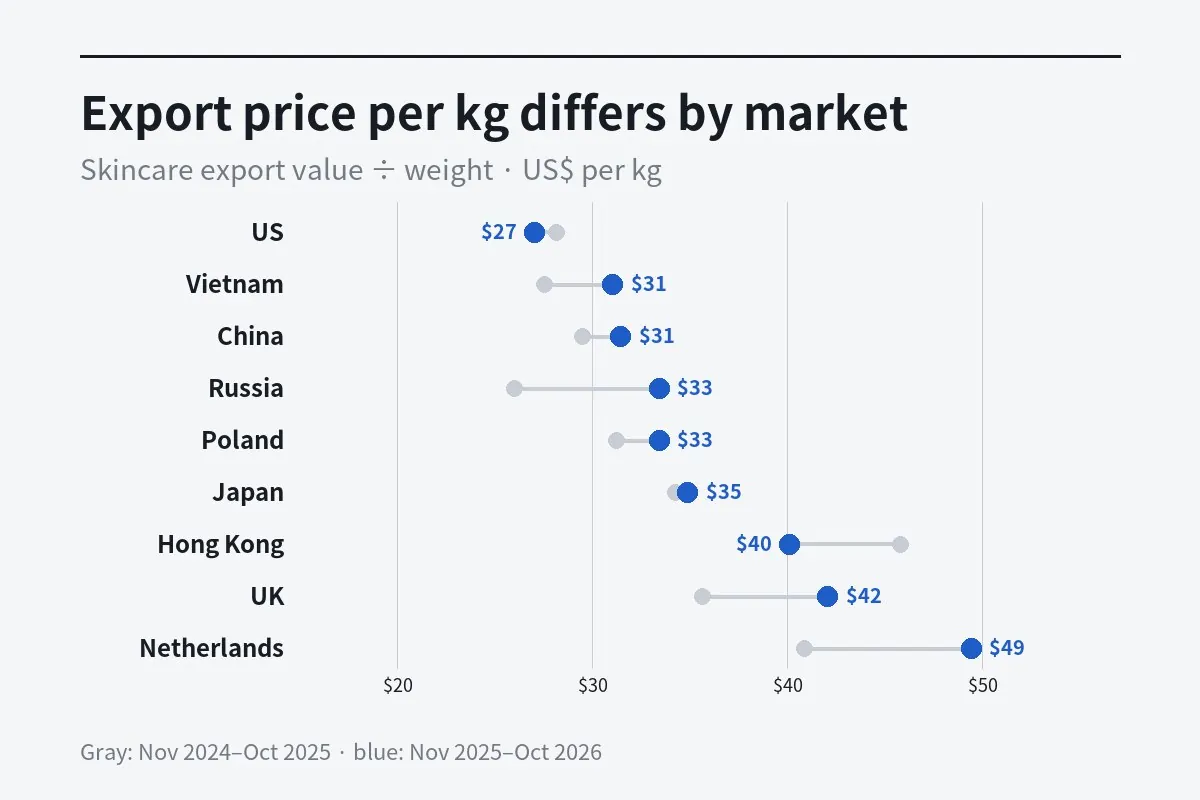 Export price per kg differs by market
Skincare export value ÷ weight · US$ per kg
US $27
Vietnam $31
China $31
Russia $33
Poland $33
Japan $35
Hong Kong $40
UK $42
Netherlands $49
$20 $30 $40 $50
Gray: Nov 2024–Oct 2025 · blue: Nov 2025–Oct 2026